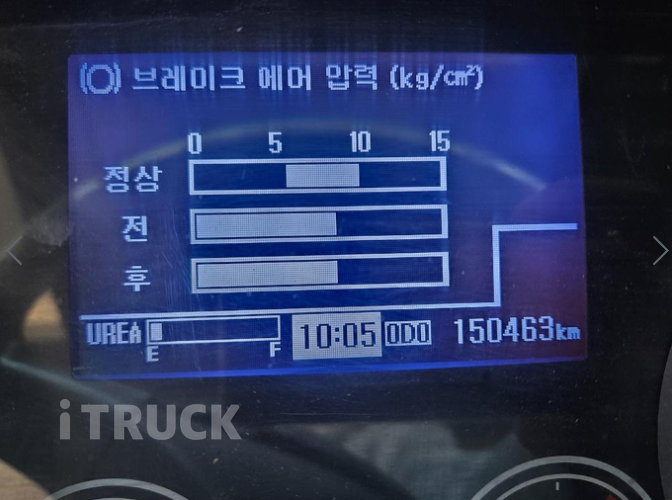 브레이크 에어 압력 (kg/cm²)
0 5 10 15
정상
전
후
UREA E F 10:05 ODO 150463km
iTRUCK